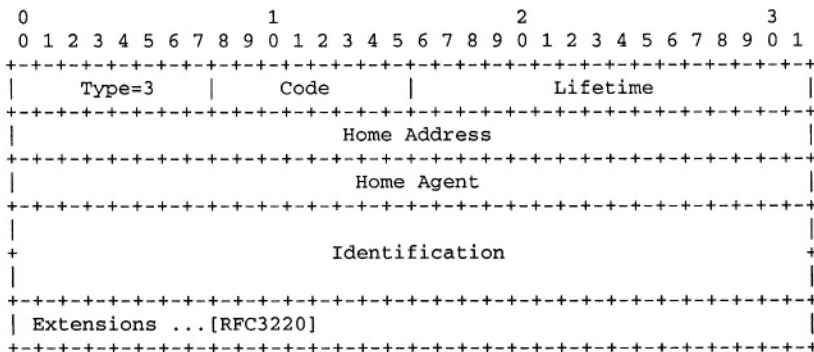 0                   1                   2                   3
 0 1 2 3 4 5 6 7 8 9 0 1 2 3 4 5 6 7 8 9 0 1 2 3 4 5 6 7 8 9 0 1
+-+-+-+-+-+-+-+-+-+-+-+-+-+-+-+-+-+-+-+-+-+-+-+-+-+-+-+-+-+-+-+-+
|     Type=3    |     Code      |           Lifetime            |
+-+-+-+-+-+-+-+-+-+-+-+-+-+-+-+-+-+-+-+-+-+-+-+-+-+-+-+-+-+-+-+-+
|                          Home Address                         |
+-+-+-+-+-+-+-+-+-+-+-+-+-+-+-+-+-+-+-+-+-+-+-+-+-+-+-+-+-+-+-+-+
|                           Home Agent                          |
+-+-+-+-+-+-+-+-+-+-+-+-+-+-+-+-+-+-+-+-+-+-+-+-+-+-+-+-+-+-+-+-+
|                                                               |
+                         Identification                        +
|                                                               |
+-+-+-+-+-+-+-+-+-+-+-+-+-+-+-+-+-+-+-+-+-+-+-+-+-+-+-+-+-+-+-+-+
| Extensions ...[RFC3220]
+-+-+-+-+-+-+-+-+-+-+-+-+-+-+-+-+-+-+-+-+-+-+-+-+-+-+-+-+-+-+-+-+